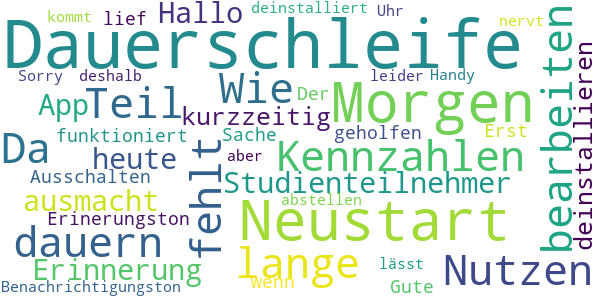 kommt lief Hallo deinstalliert Uhr nervt
Dauerschleife
Sorry deshalb leider Handy
App Teil Wie Der Morgen
kurzzeitig
funktioniert Sache geholfen Erst
Da heute fehlt aber Kennzahlen
Ausschalten Studienteilnehmer
ausmacht abstellen
Erinerungston Neustart
dauern lange lässt
Erinnerung wenn Nutzen
Benachrichtigungston Gute
bearbeiten
deinstallieren